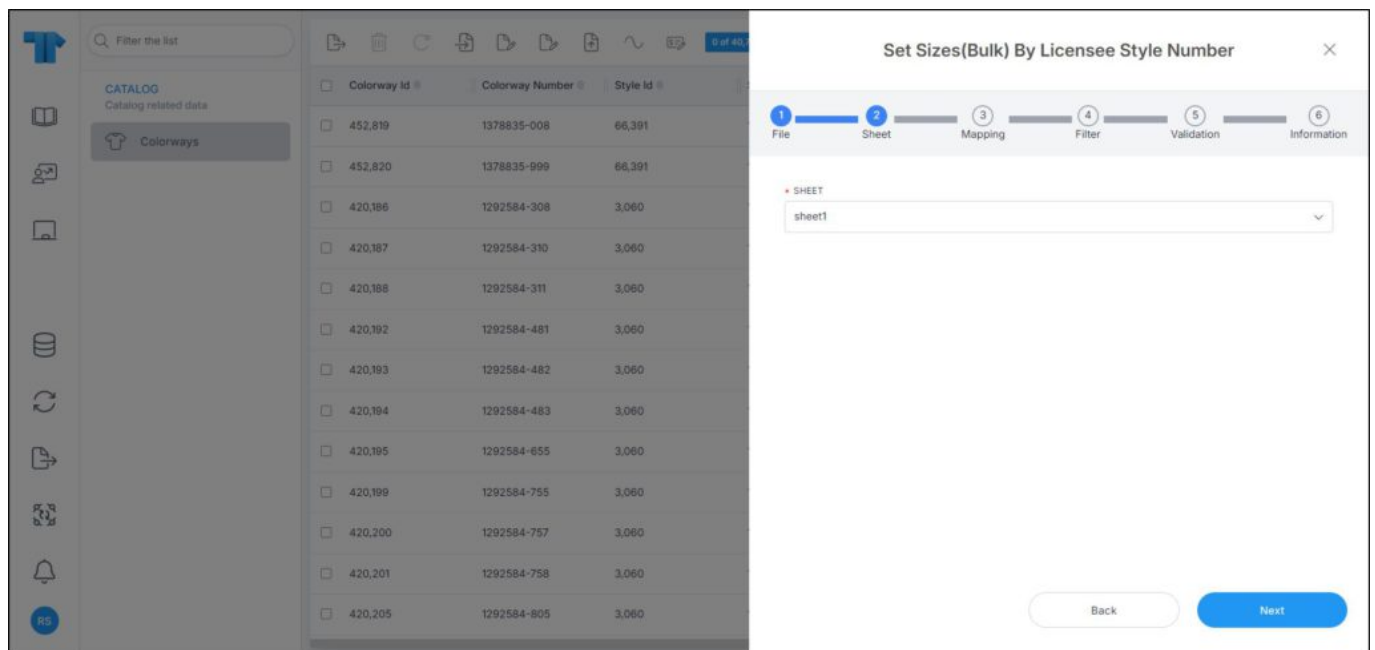 Filter the list
CATALOG
Catalog related data
Colorways
RS
Colorway Id Colorway Number Style Id
452,819 1378835-008 66,391
452,820 1378835-999 66,391
420,186 1292584-308 3,060
420,187 1292584-310 3,060
420,188 1292584-311 3,060
420,192 1292584-481 3,060
420,193 1292584-482 3,060
420,194 1292584-483 3,060
420,195 1292584-655 3,060
420,199 1292584-755 3,060
420,200 1292584-757 3,060
420,201 1292584-758 3,060
420,205 1292584-805 3,060
Set Sizes(Bulk) By Licensee Style Number
1 2 3 4 5 6
File Sheet Mapping Filter Validation Information
* SHEET
sheet1
Back Next